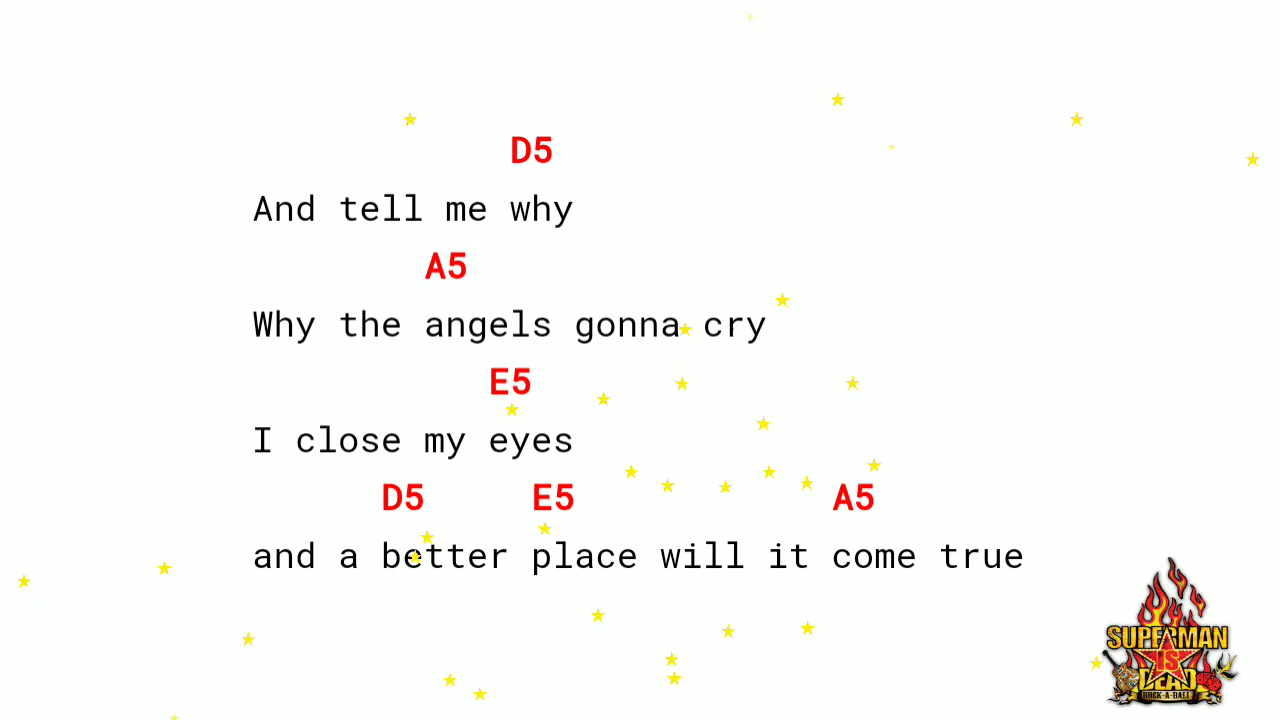 D5
And tell me why
A5
Why the angels gonna cry
E5
I close my eyes
D5 E5 A5
and a better place will it come true
SUPERMAN
IS
DEAD
ROCK-A-BALI